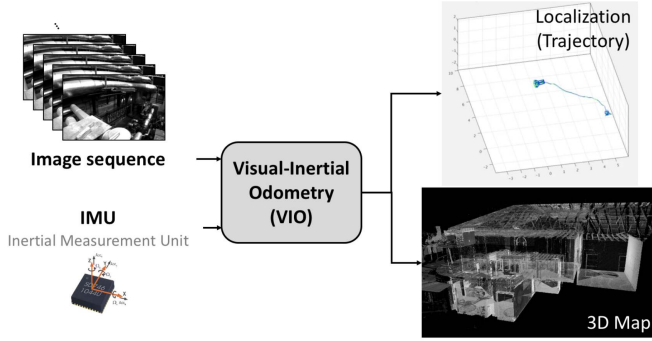 Localization
(Trajectory)
Image sequence
Visual-Inertial
Odometry
(VIO)
IMU
Inertial Measurement Unit
3D Map